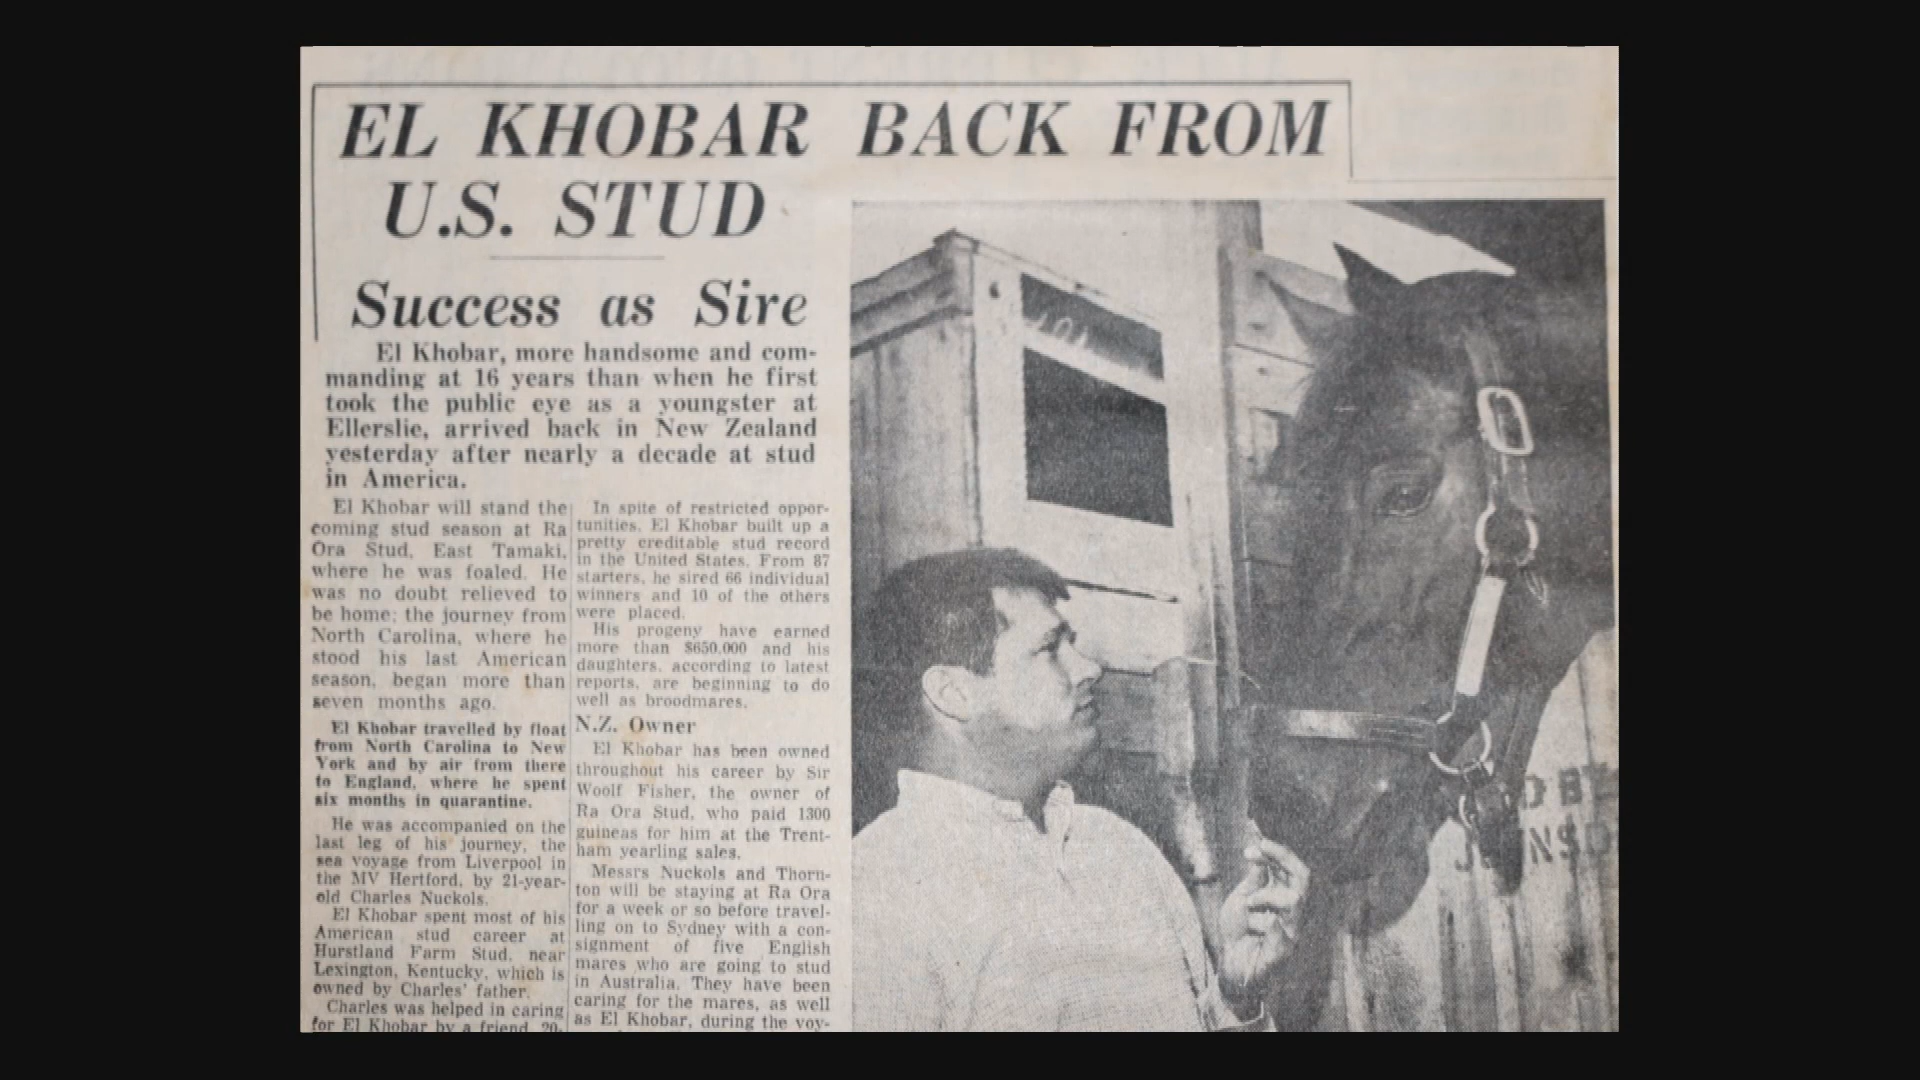 EL KHOBAR BACK FROM
U.S. STUD
Success as Sire
El Khobar, more handsome and com-
manding at 16 years than when he first
took the public eye as a youngster at
Ellerslie, arrived back in New Zealand
yesterday after nearly a decade at stud
in America.
El Khobar will stand the
coming stud season at Ra
Ora Stud, East Tamaki,
where he was foaled. He
was no doubt relieved to
be home; the journey from
North Carolina, where he
stood his last American
season, began more than
seven months ago.
El Khobar travelled by float
from North Carolina to New
York and by air from there
to England, where he spent
six months in quarantine.
He was accompanied on the
last leg of his journey, the
sea voyage from Liverpool in
the MV Hertford, by 21-year-
old Charles Nuckols.
El Khobar spent most of his
American stud career at
Hurstland Farm Stud, near
Lexington, Kentucky, which is
owned by Charles' father.
Charles was helped in caring
for El Khobar by a friend, 20-
In spite of restricted oppor-
tunities, El Khobar built up a
pretty creditable stud record
in the United States. From 87
starters, he sired 66 individual
winners and 10 of the others
were placed.
His progeny have earned
more than $650,000 and his
daughters, according to latest
reports, are beginning to do
well as broodmares.
N.Z. Owner
El Khobar has been owned
throughout his career by Sir
Woolf Fisher, the owner of
Ra Ora Stud, who paid 1300
guineas for him at the Trent-
ham yearling sales.
Messrs Nuckols and Thorn-
ton will be staying at Ra Ora
for a week or so before travel-
ling on to Sydney with a con-
signment of five English
mares who are going to stud
in Australia. They have been
caring for the mares, as well
as El Khobar, during the voy-